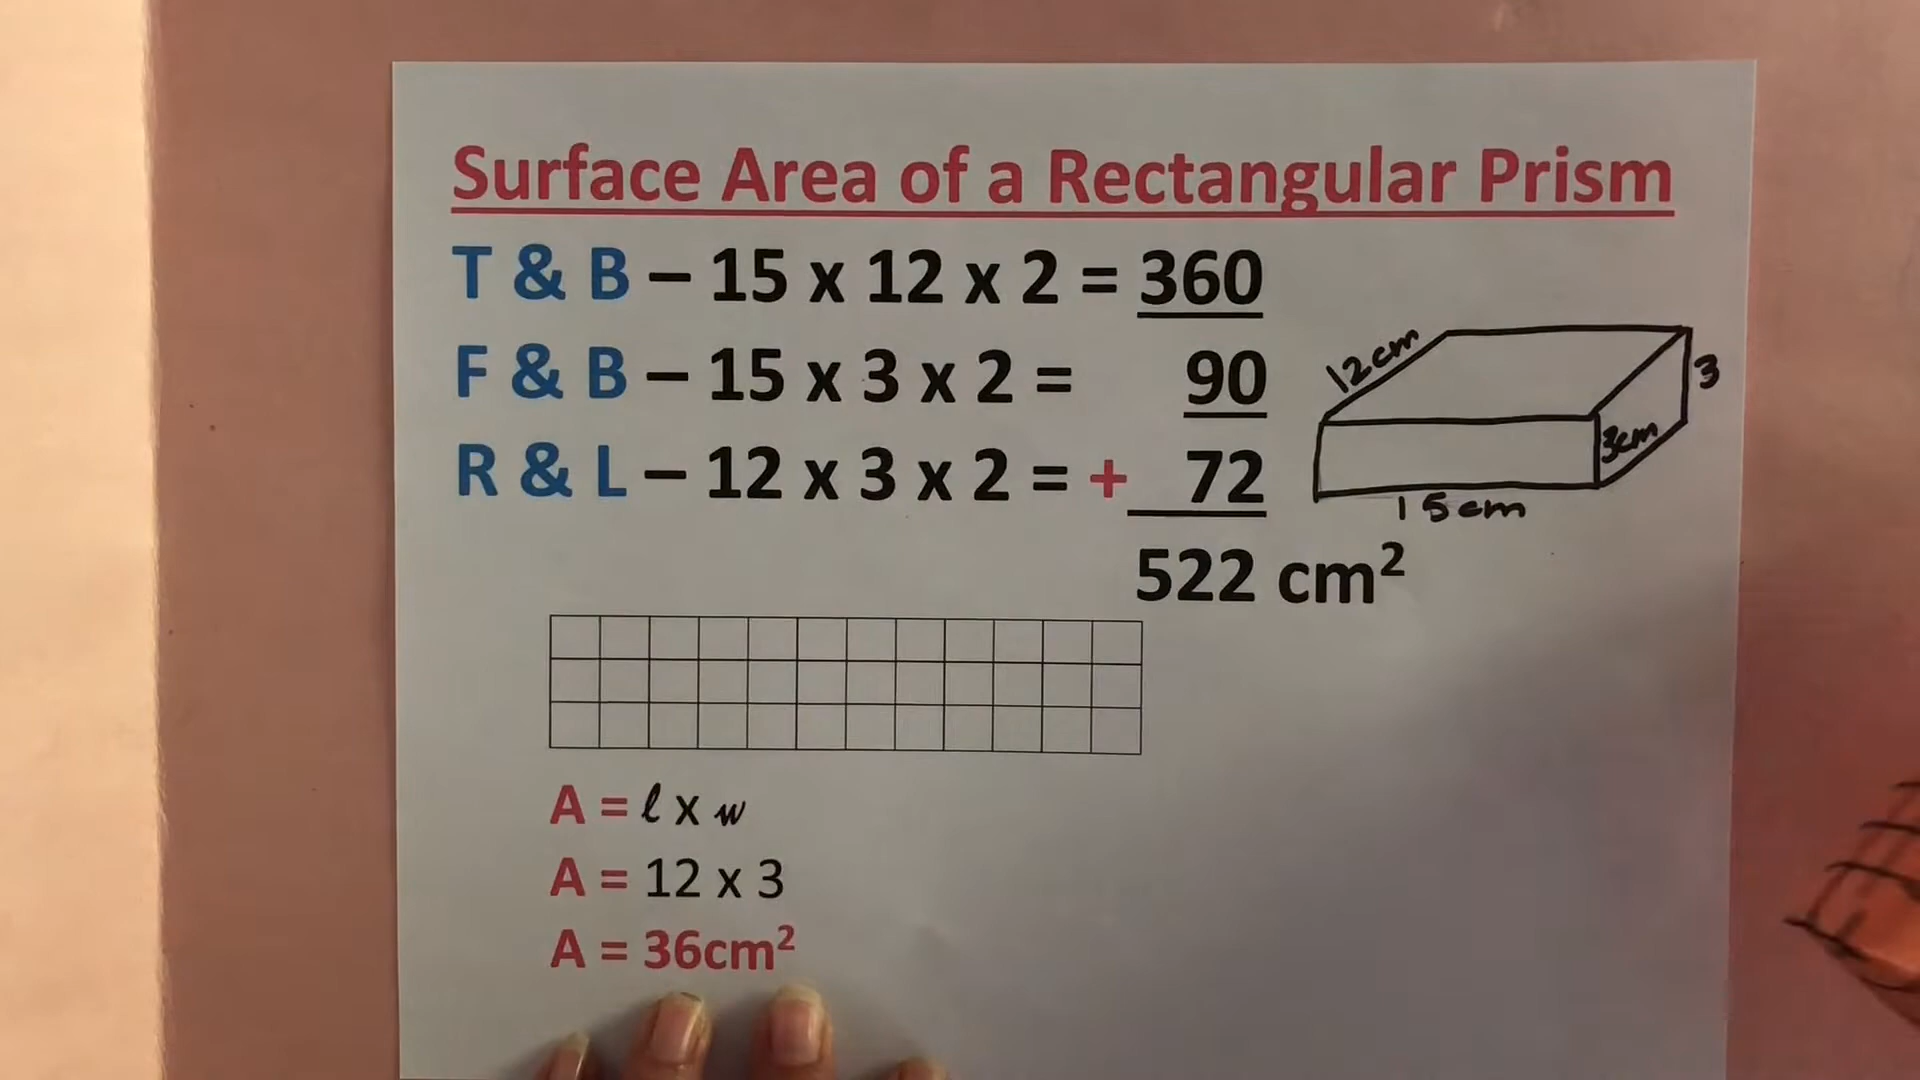 Surface Area of a Rectangular Prism
T & B – 15 x 12 x 2 = 360
F & B – 15 x 3 x 2 = 90
R & L – 12 x 3 x 2 = + 72
522 cm²
12cm
3
3cm
15cm
A = ℓ x w
A = 12 x 3
A = 36cm²